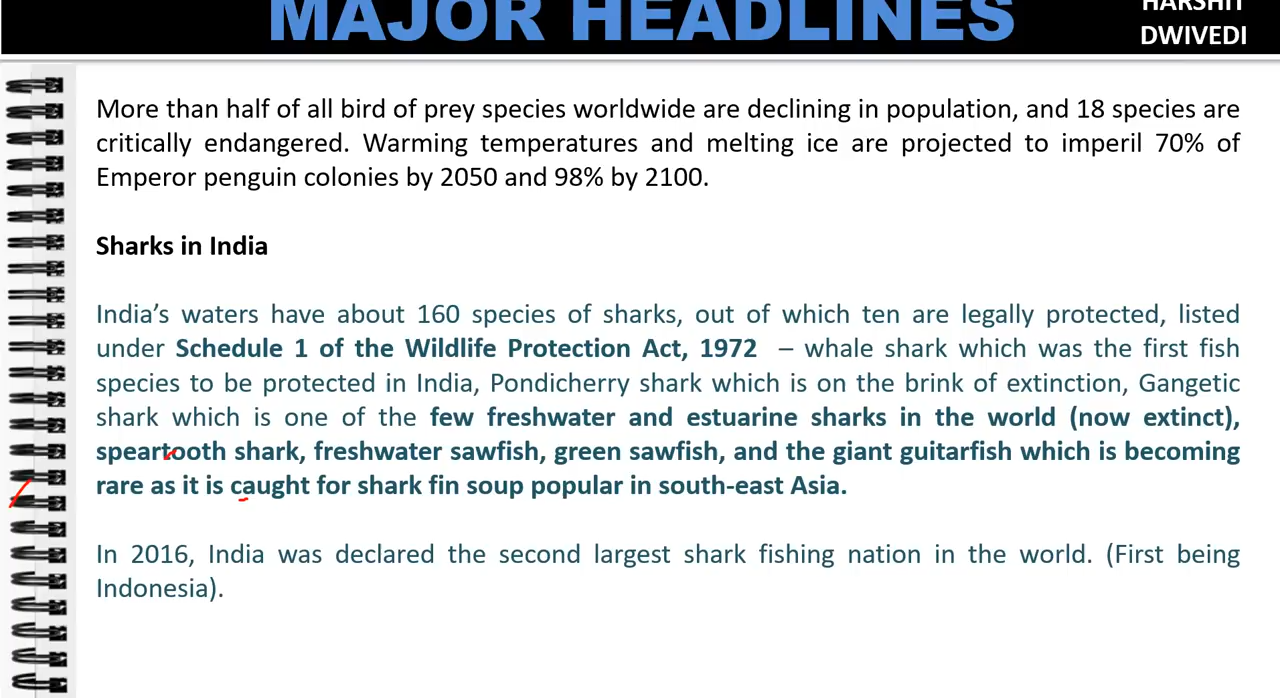 MAJOR HEADLINES
HARSHIT
DWIVEDI
More than half of all bird of prey species worldwide are declining in population, and 18 species are
critically endangered. Warming temperatures and melting ice are projected to imperil 70% of
Emperor penguin colonies by 2050 and 98% by 2100.
Sharks in India
India’s waters have about 160 species of sharks, out of which ten are legally protected, listed
under Schedule 1 of the Wildlife Protection Act, 1972 – whale shark which was the first fish
species to be protected in India, Pondicherry shark which is on the brink of extinction, Gangetic
shark which is one of the few freshwater and estuarine sharks in the world (now extinct),
speartooth shark, freshwater sawfish, green sawfish, and the giant guitarfish which is becoming
rare as it is caught for shark fin soup popular in south-east Asia.
In 2016, India was declared the second largest shark fishing nation in the world. (First being
Indonesia).